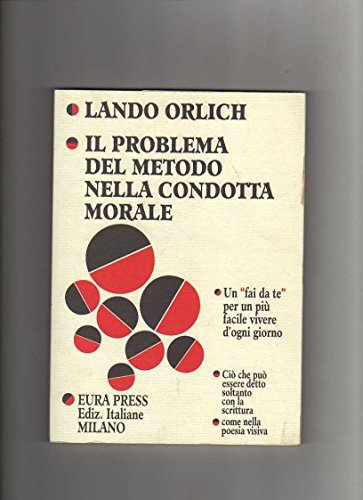 LANDO ORLICH
IL PROBLEMA
DEL METODO
NELLA CONDOTTA
MORALE
Un "fai da te"
per un più
facile vivere
d'ogni giorno
Ciò che può
essere detto
soltanto
con la
scrittura
come nella
poesia visiva
EURA PRESS
Ediz. Italiane
MILANO